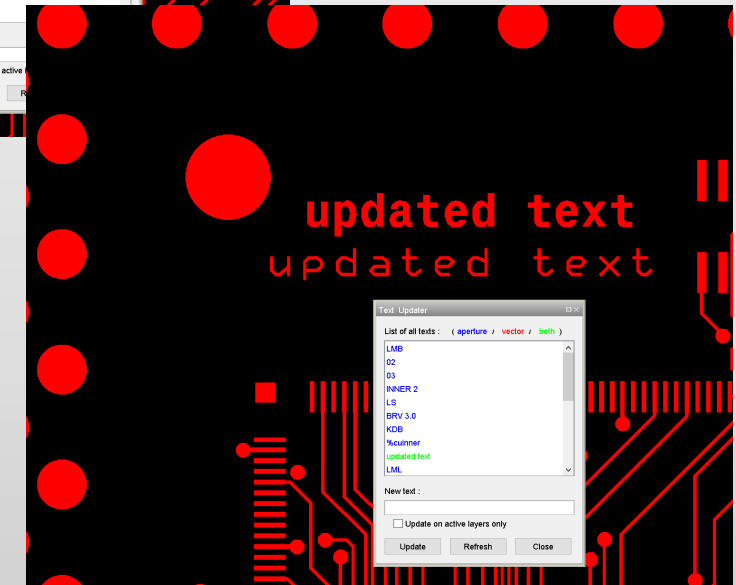 active
R
updated text
updated text
Text Updater
List of all texts : ( aperture / vector / both )
LMB
02
03
INNER 2
LS
BRV 3.0
KDB
%cuinner
updated text
LML
New text :
Update on active layers only
Update Refresh Close